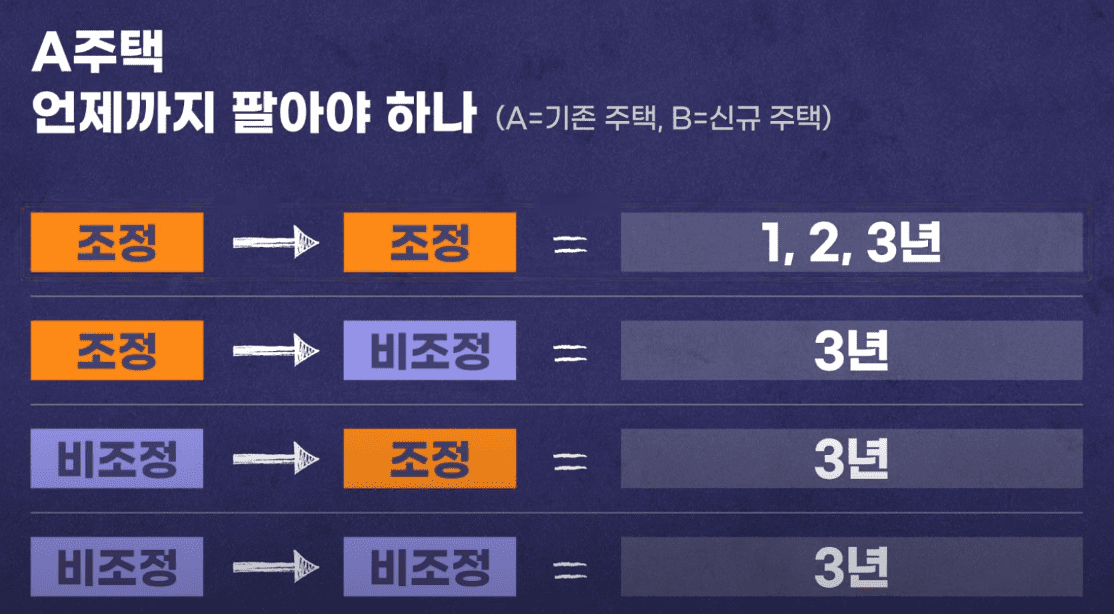 A주택
언제까지 팔아야 하나 (A=기존 주택, B=신규 주택)
조정 → 조정 = 1, 2, 3년
조정 → 비조정 = 3년
비조정 → 조정 = 3년
비조정 → 비조정 = 3년